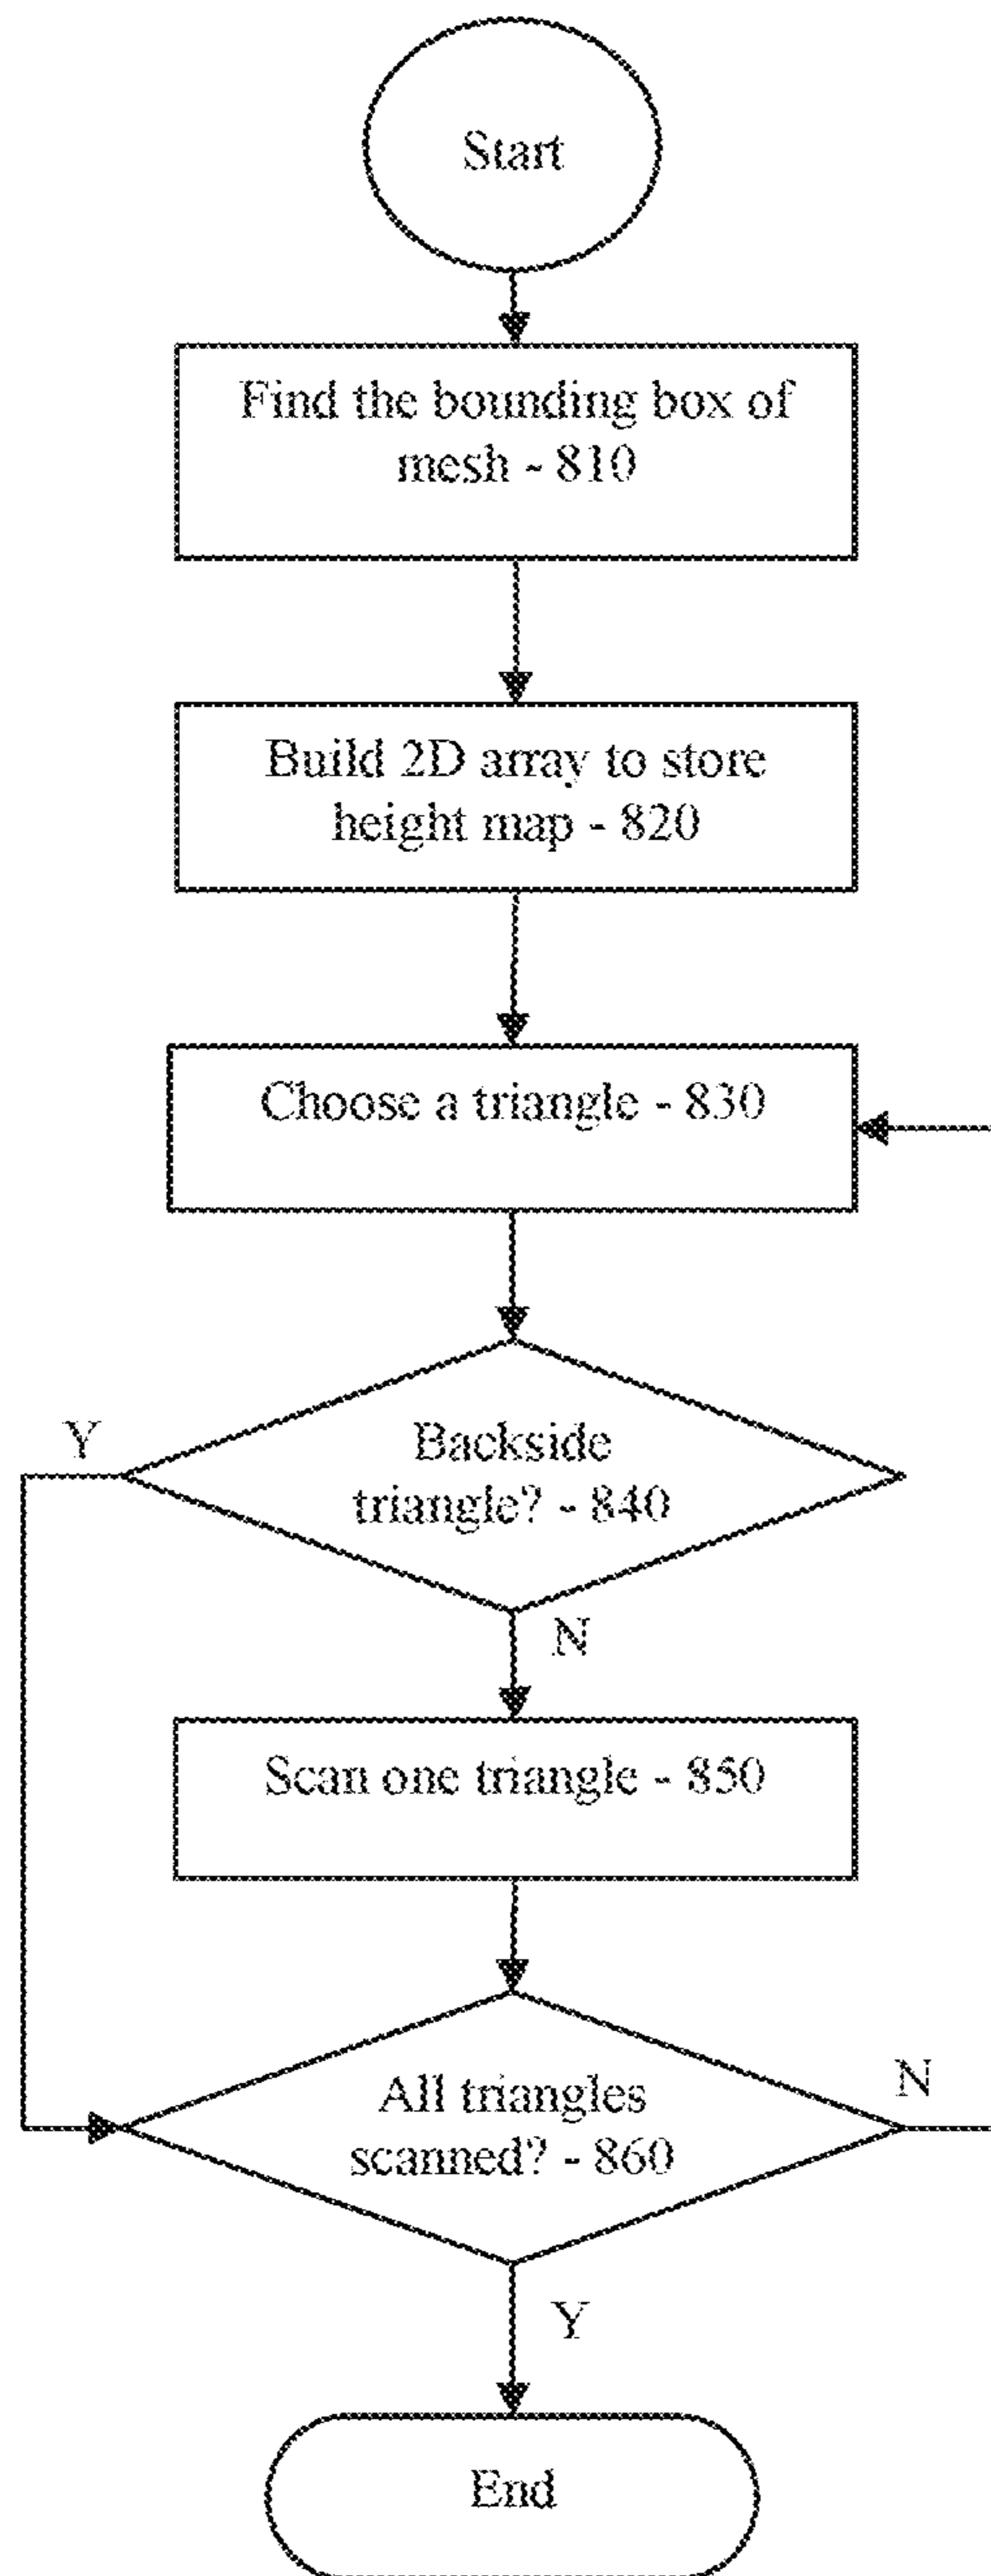 Start
Find the bounding box of
mesh - 810
Build 2D array to store
height map - 820
Choose a triangle - 830
Y
Backside
triangle? - 840
N
Scan one triangle - 850
N
All triangles
scanned? - 860
Y
End